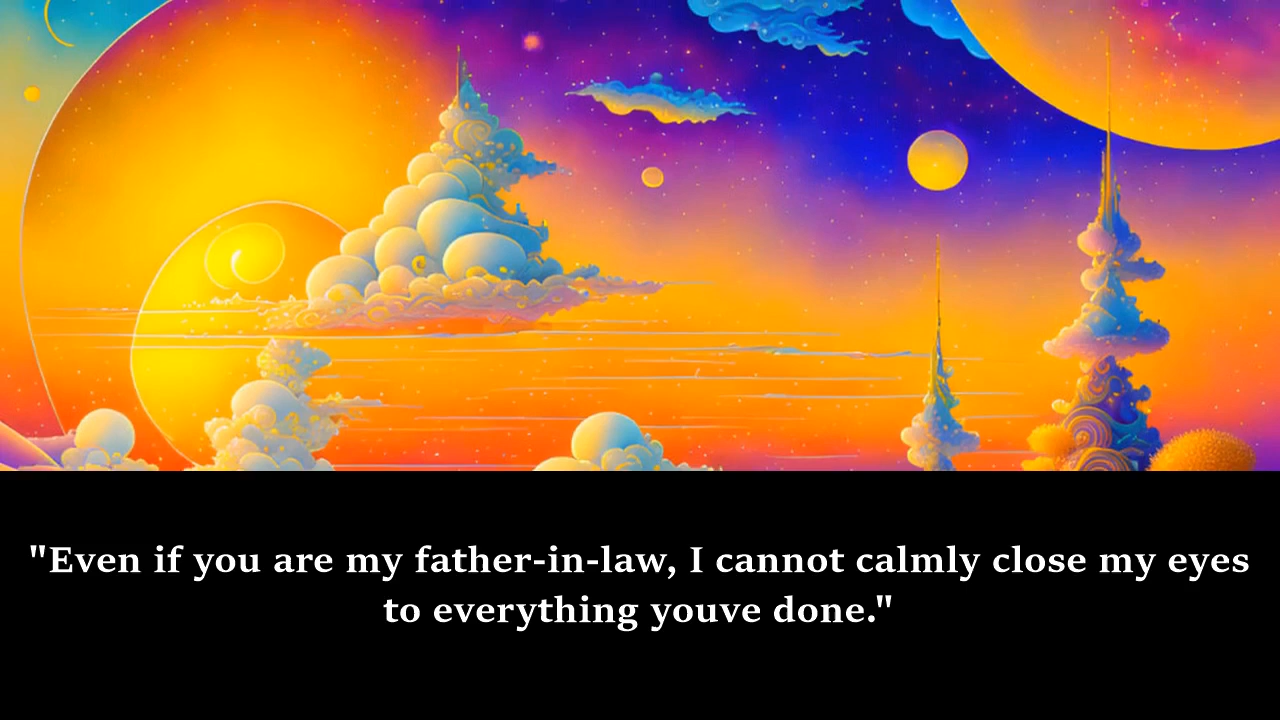 "Even if you are my father-in-law, I cannot calmly close my eyes
to everything youve done."